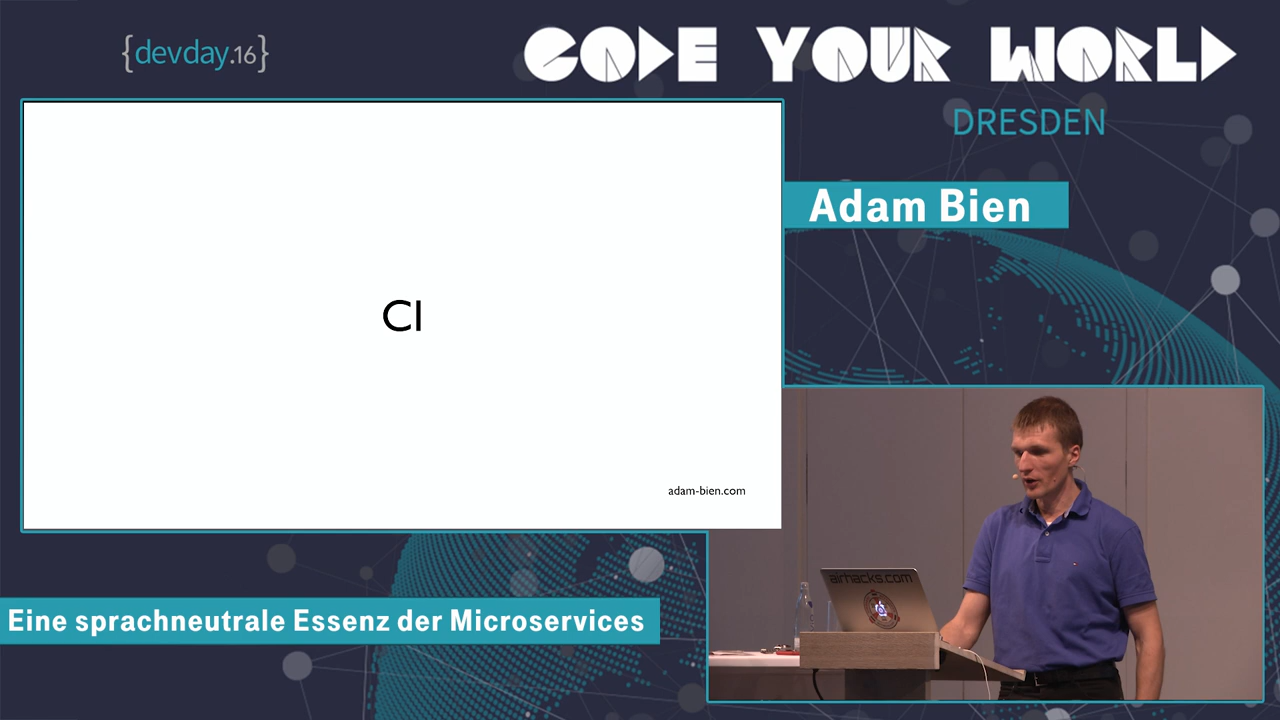 {devday.16}
CODE YOUR WORLD
DRESDEN
Adam Bien
CI
adam-bien.com
airhacks.com
Eine sprachneutrale Essenz der Microservices